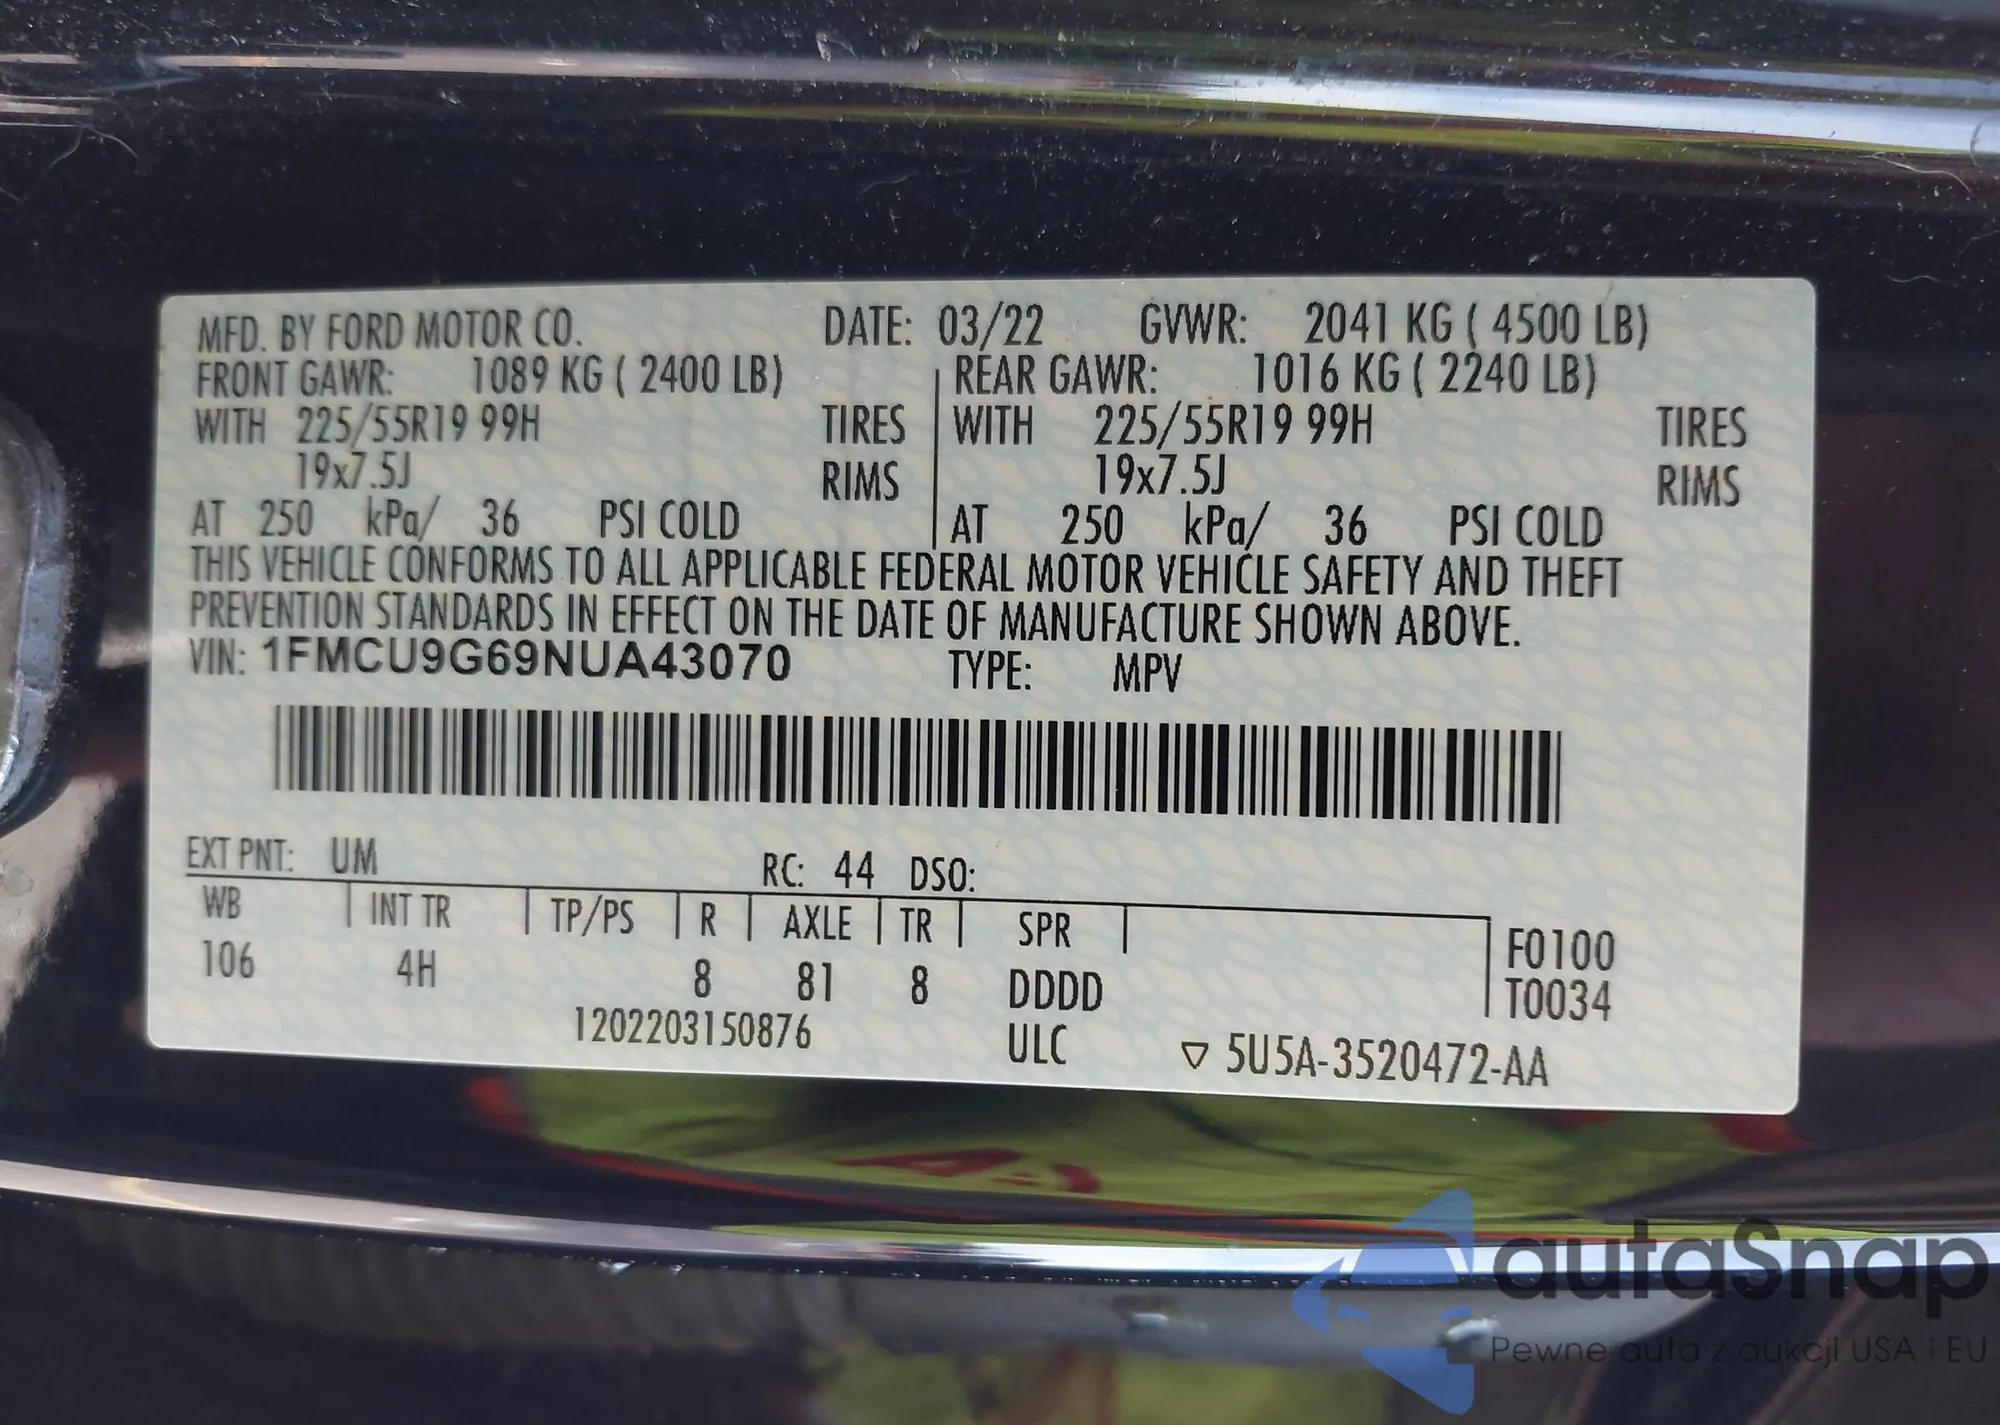 MFD. BY FORD MOTOR CO. DATE: 03/22 GVWR: 2041 KG ( 4500 LB)
FRONT GAWR: 1089 KG ( 2400 LB) REAR GAWR: 1016 KG ( 2240 LB)
WITH 225/55R19 99H TIRES WITH 225/55R19 99H TIRES
19x7.5J RIMS 19x7.5J RIMS
AT 250 kPa/ 36 PSI COLD AT 250 kPa/ 36 PSI COLD
THIS VEHICLE CONFORMS TO ALL APPLICABLE FEDERAL MOTOR VEHICLE SAFETY AND THEFT
PREVENTION STANDARDS IN EFFECT ON THE DATE OF MANUFACTURE SHOWN ABOVE.
VIN: 1FMCU9G69NUA43070 TYPE: MPV
EXT PNT: UM RC: 44 DSO:
WB INT TR TP/PS R AXLE TR SPR F0100
106 4H 8 81 8 DDDD T0034
1202203150876 ULC ▽ 5U5A-3520472-AA
autaSnap
Pewne auta z aukcji USA i EU